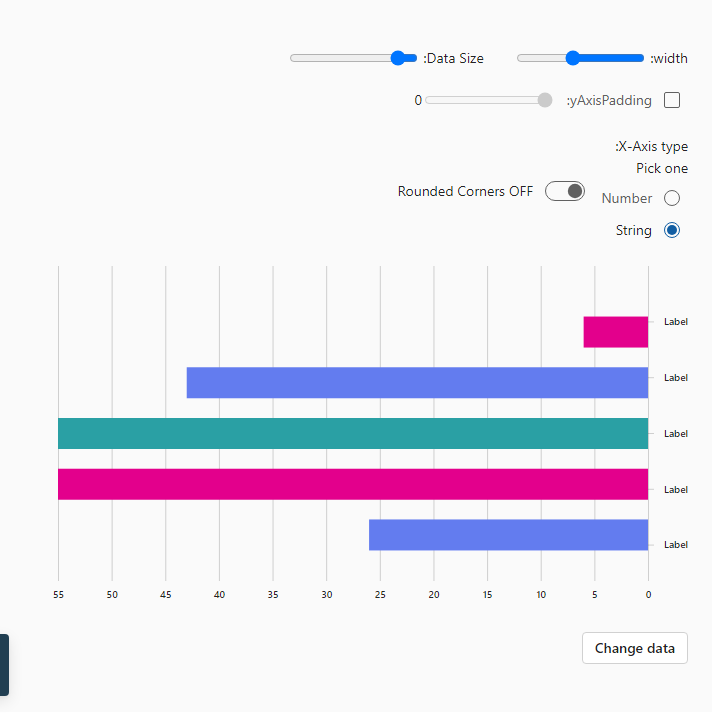 :width
:Data Size
:yAxisPadding
0
:X-Axis type
Pick one
Number
String
Rounded Corners OFF
Label
Label
Label
Label
Label
55 50 45 40 35 30 25 20 15 10 5 0
Change data